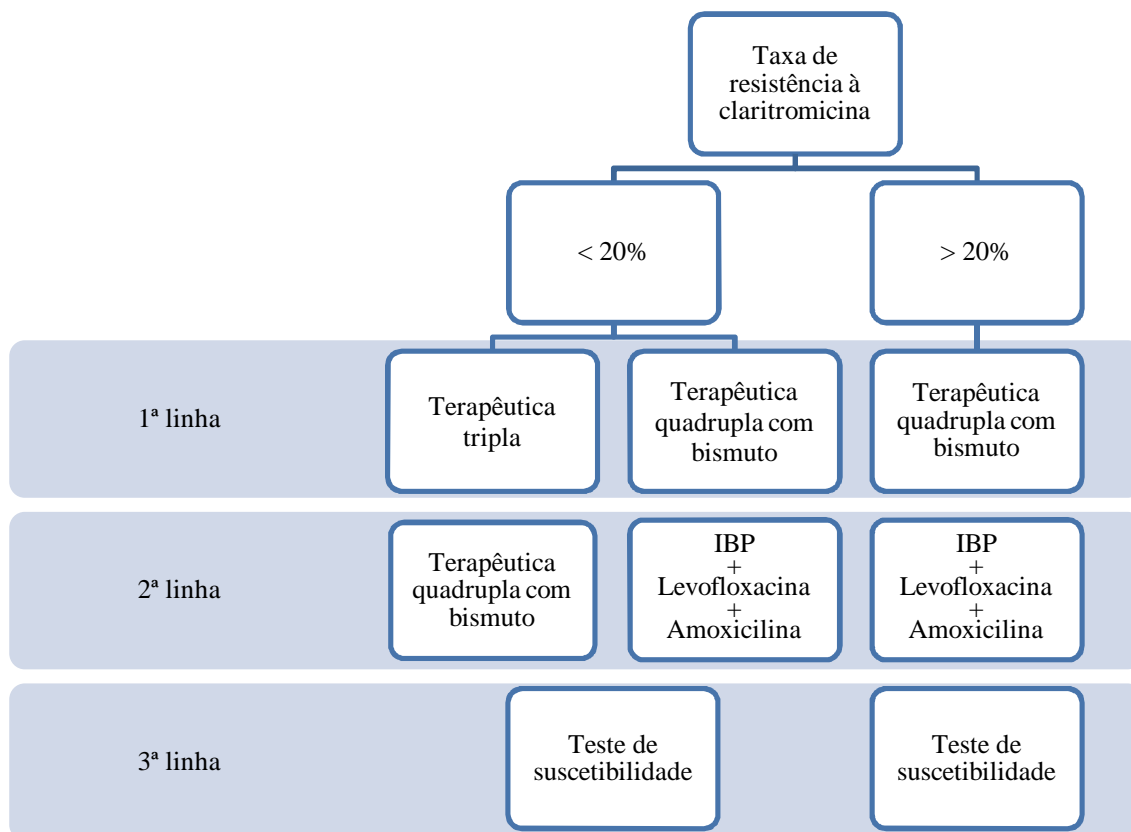 Taxa de
resistência à
claritromicina
< 20%
> 20%
1ª linha
Terapêutica
tripla
Terapêutica
quadrupla com
bismuto
Terapêutica
quadrupla com
bismuto
2ª linha
Terapêutica
quadrupla com
bismuto
IBP
+
Levofloxacina
+
Amoxicilina
IBP
+
Levofloxacina
+
Amoxicilina
3ª linha
Teste de
suscetibilidade
Teste de
suscetibilidade